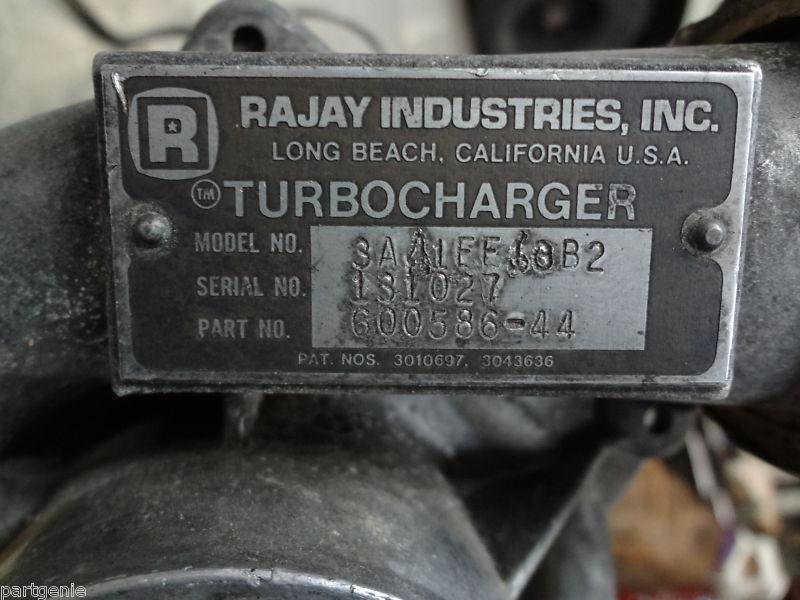 R
RAJAY INDUSTRIES, INC.
LONG BEACH, CALIFORNIA U.S.A.
TM TURBOCHARGER
MODEL NO.
SERIAL NO. 131027
PART NO. 600586-44
PAT. NOS. 3010697, 3043636
partgenie